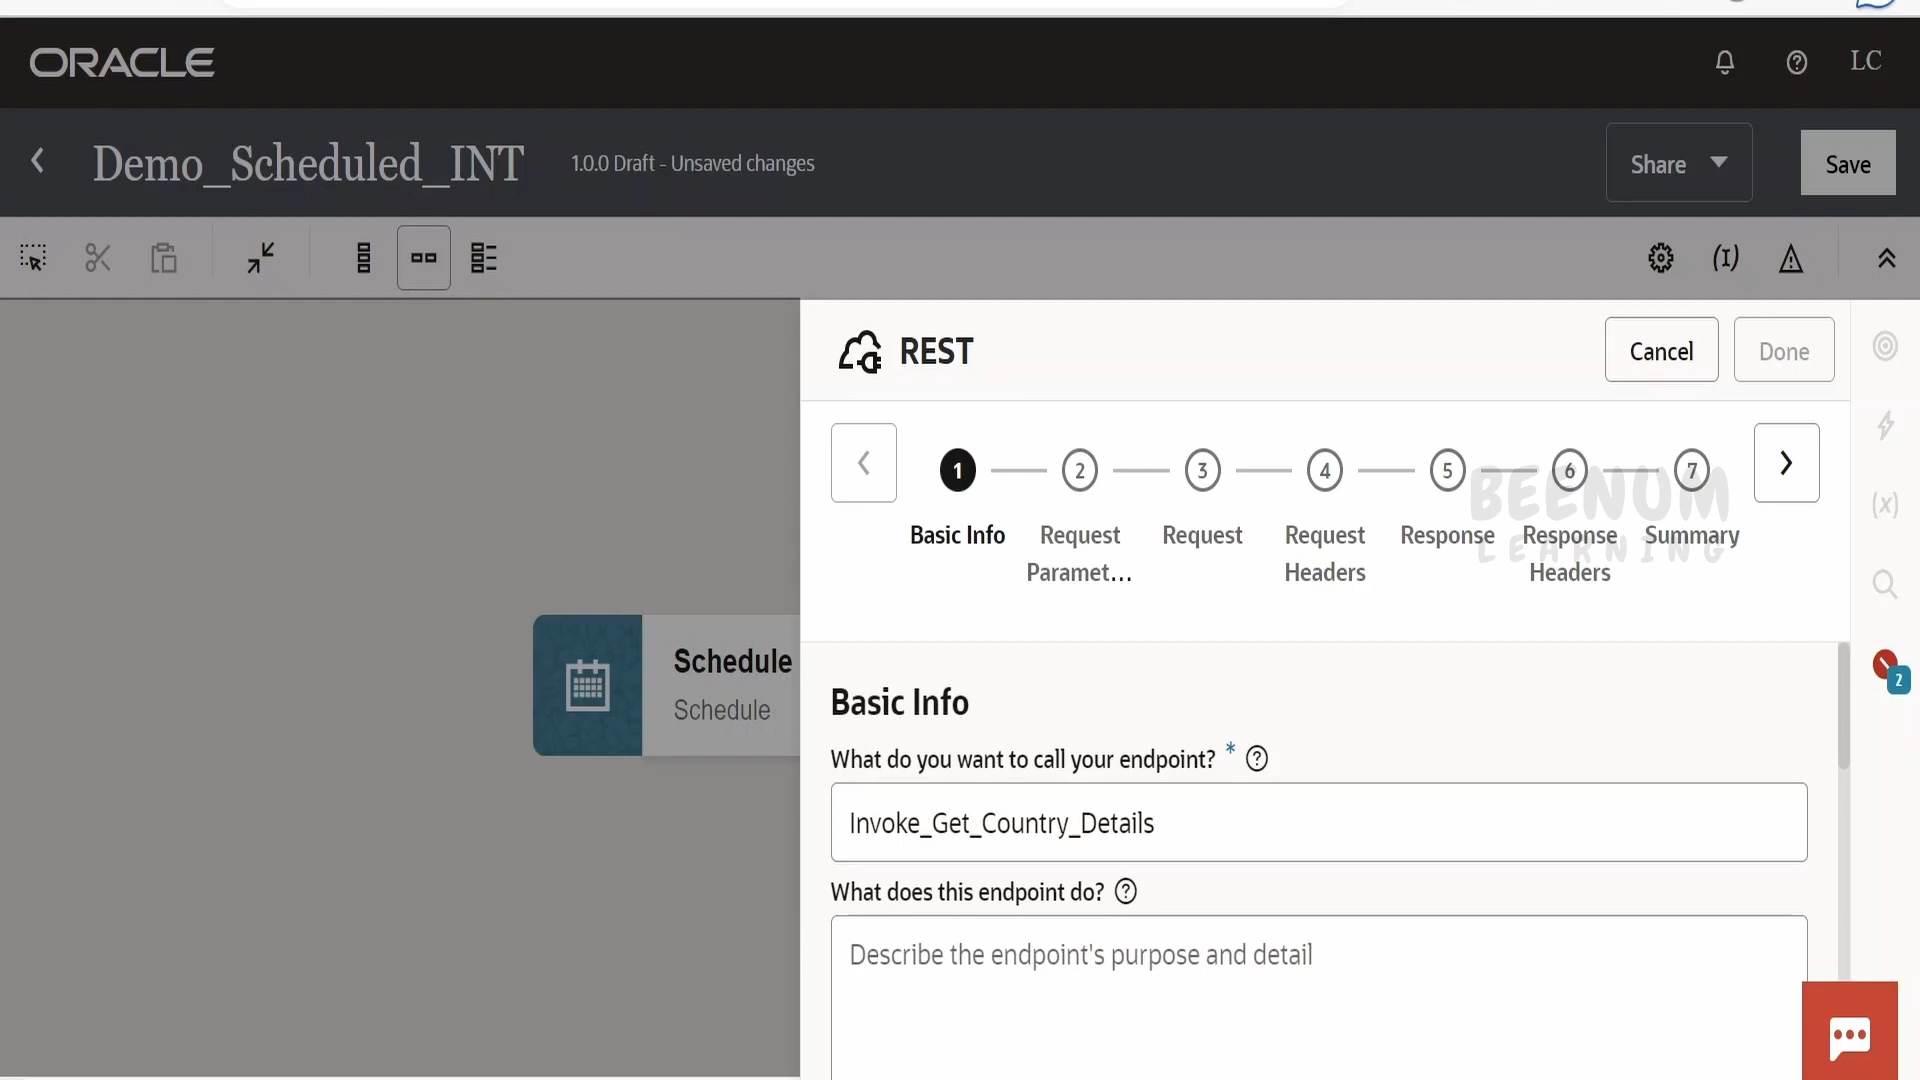 ORACLE
LC
Demo_Scheduled_INT
1.0.0 Draft - Unsaved changes
Share
Save
REST
Cancel
Done
1
2
3
4
5
6
7
BEENUM
LEARNING
Basic Info
Request
Paramet...
Request
Request
Headers
Response
Response
Headers
Summary
(x)
Schedule
Schedule
2
Basic Info
What do you want to call your endpoint? *
Invoke_Get_Country_Details
What does this endpoint do?
Describe the endpoint's purpose and detail